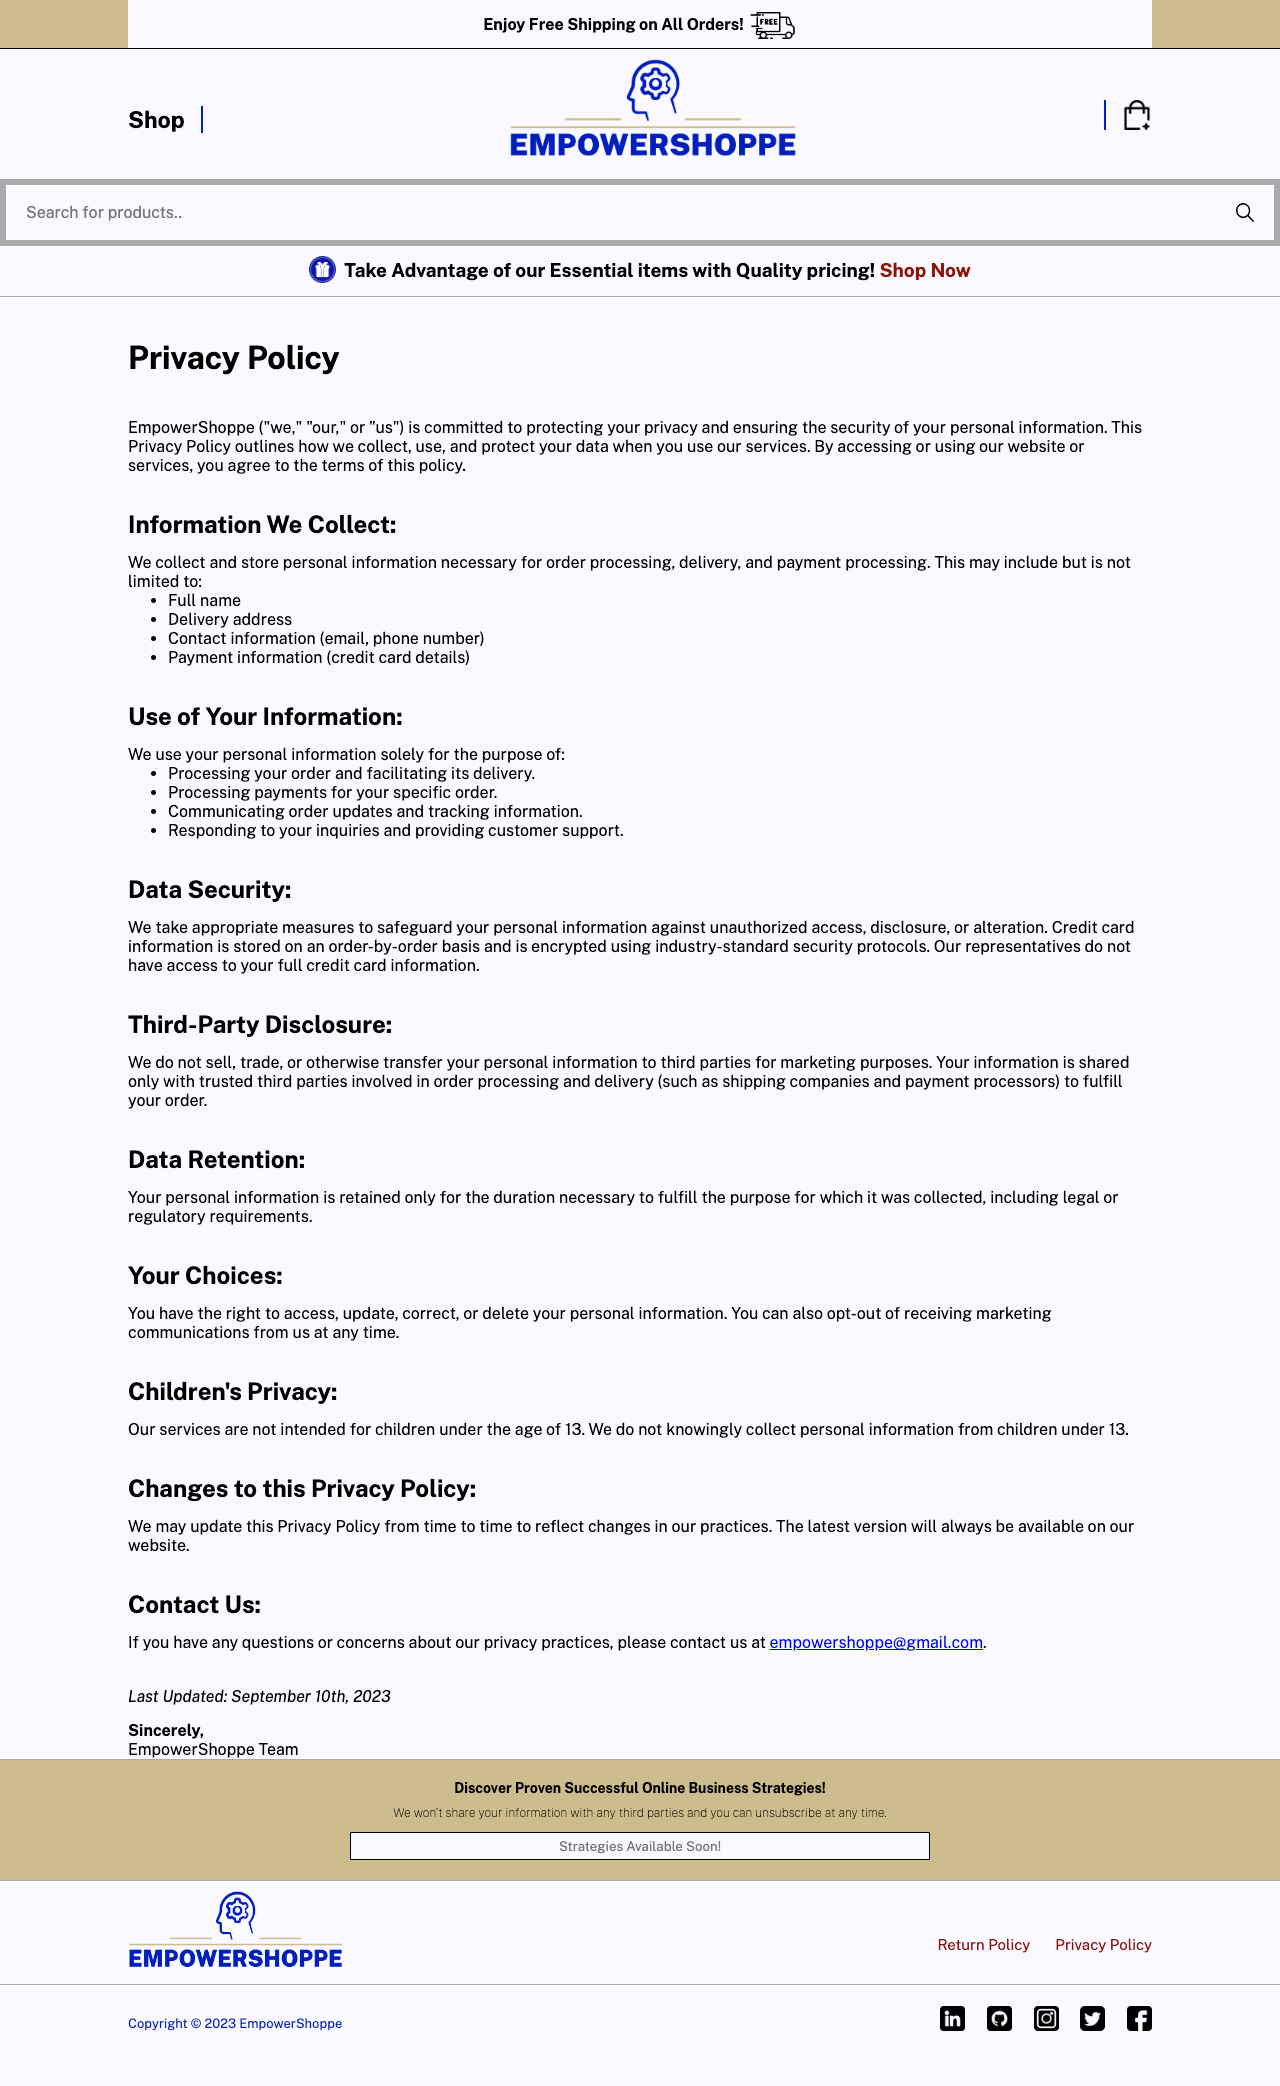 Enjoy Free Shipping on All Orders!
FREE
Shop
EMPOWERSHOPPE
Search for products..
Take Advantage of our Essential items with Quality pricing! Shop Now
Privacy Policy
EmpowerShoppe ("we," "our," or "us") is committed to protecting your privacy and ensuring the security of your personal information. This
Privacy Policy outlines how we collect, use, and protect your data when you use our services. By accessing or using our website or
services, you agree to the terms of this policy.
Information We Collect:
We collect and store personal information necessary for order processing, delivery, and payment processing. This may include but is not
limited to:
• Full name
• Delivery address
• Contact information (email, phone number)
• Payment information (credit card details)
Use of Your Information:
We use your personal information solely for the purpose of:
• Processing your order and facilitating its delivery.
• Processing payments for your specific order.
• Communicating order updates and tracking information.
• Responding to your inquiries and providing customer support.
Data Security:
We take appropriate measures to safeguard your personal information against unauthorized access, disclosure, or alteration. Credit card
information is stored on an order-by-order basis and is encrypted using industry-standard security protocols. Our representatives do not
have access to your full credit card information.
Third-Party Disclosure:
We do not sell, trade, or otherwise transfer your personal information to third parties for marketing purposes. Your information is shared
only with trusted third parties involved in order processing and delivery (such as shipping companies and payment processors) to fulfill
your order.
Data Retention:
Your personal information is retained only for the duration necessary to fulfill the purpose for which it was collected, including legal or
regulatory requirements.
Your Choices:
You have the right to access, update, correct, or delete your personal information. You can also opt-out of receiving marketing
communications from us at any time.
Children's Privacy:
Our services are not intended for children under the age of 13. We do not knowingly collect personal information from children under 13.
Changes to this Privacy Policy:
We may update this Privacy Policy from time to time to reflect changes in our practices. The latest version will always be available on our
website.
Contact Us:
If you have any questions or concerns about our privacy practices, please contact us at empowershoppe@gmail.com.
Last Updated: September 10th, 2023
Sincerely,
EmpowerShoppe Team
Discover Proven Successful Online Business Strategies!
We won't share your information with any third parties and you can unsubscribe at any time.
Strategies Available Soon!
EMPOWERSHOPPE
Return Policy Privacy Policy
Copyright © 2023 EmpowerShoppe